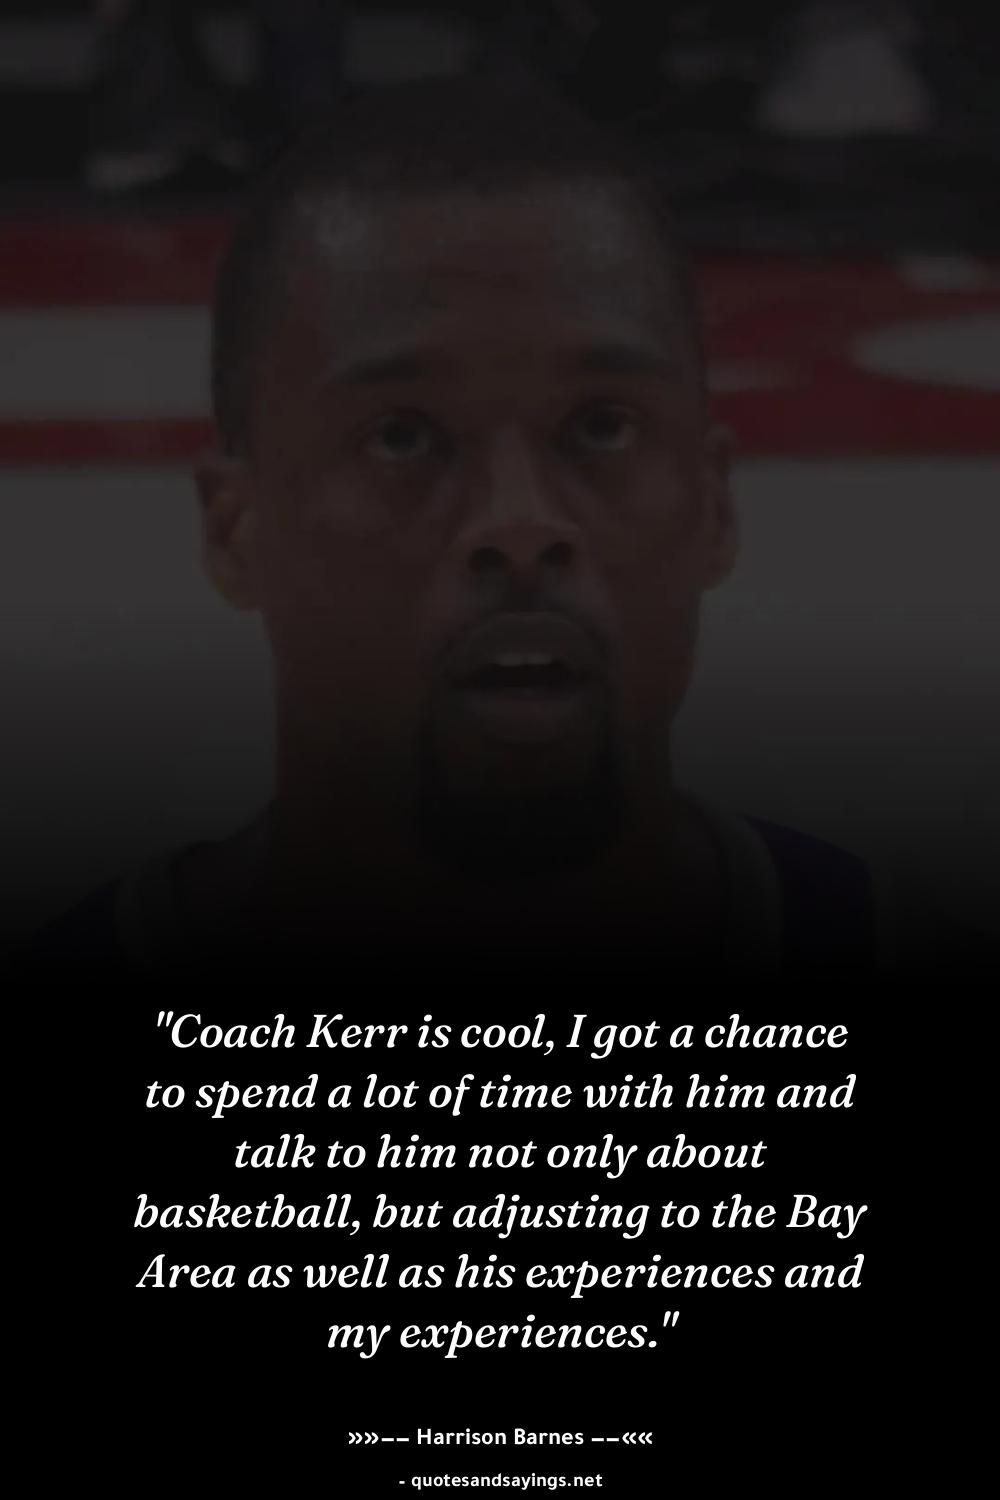 "Coach Kerr is cool, I got a chance
to spend a lot of time with him and
talk to him not only about
basketball, but adjusting to the Bay
Area as well as his experiences and
my experiences."
»»−− Harrison Barnes −−««
- quotesandsayings.net